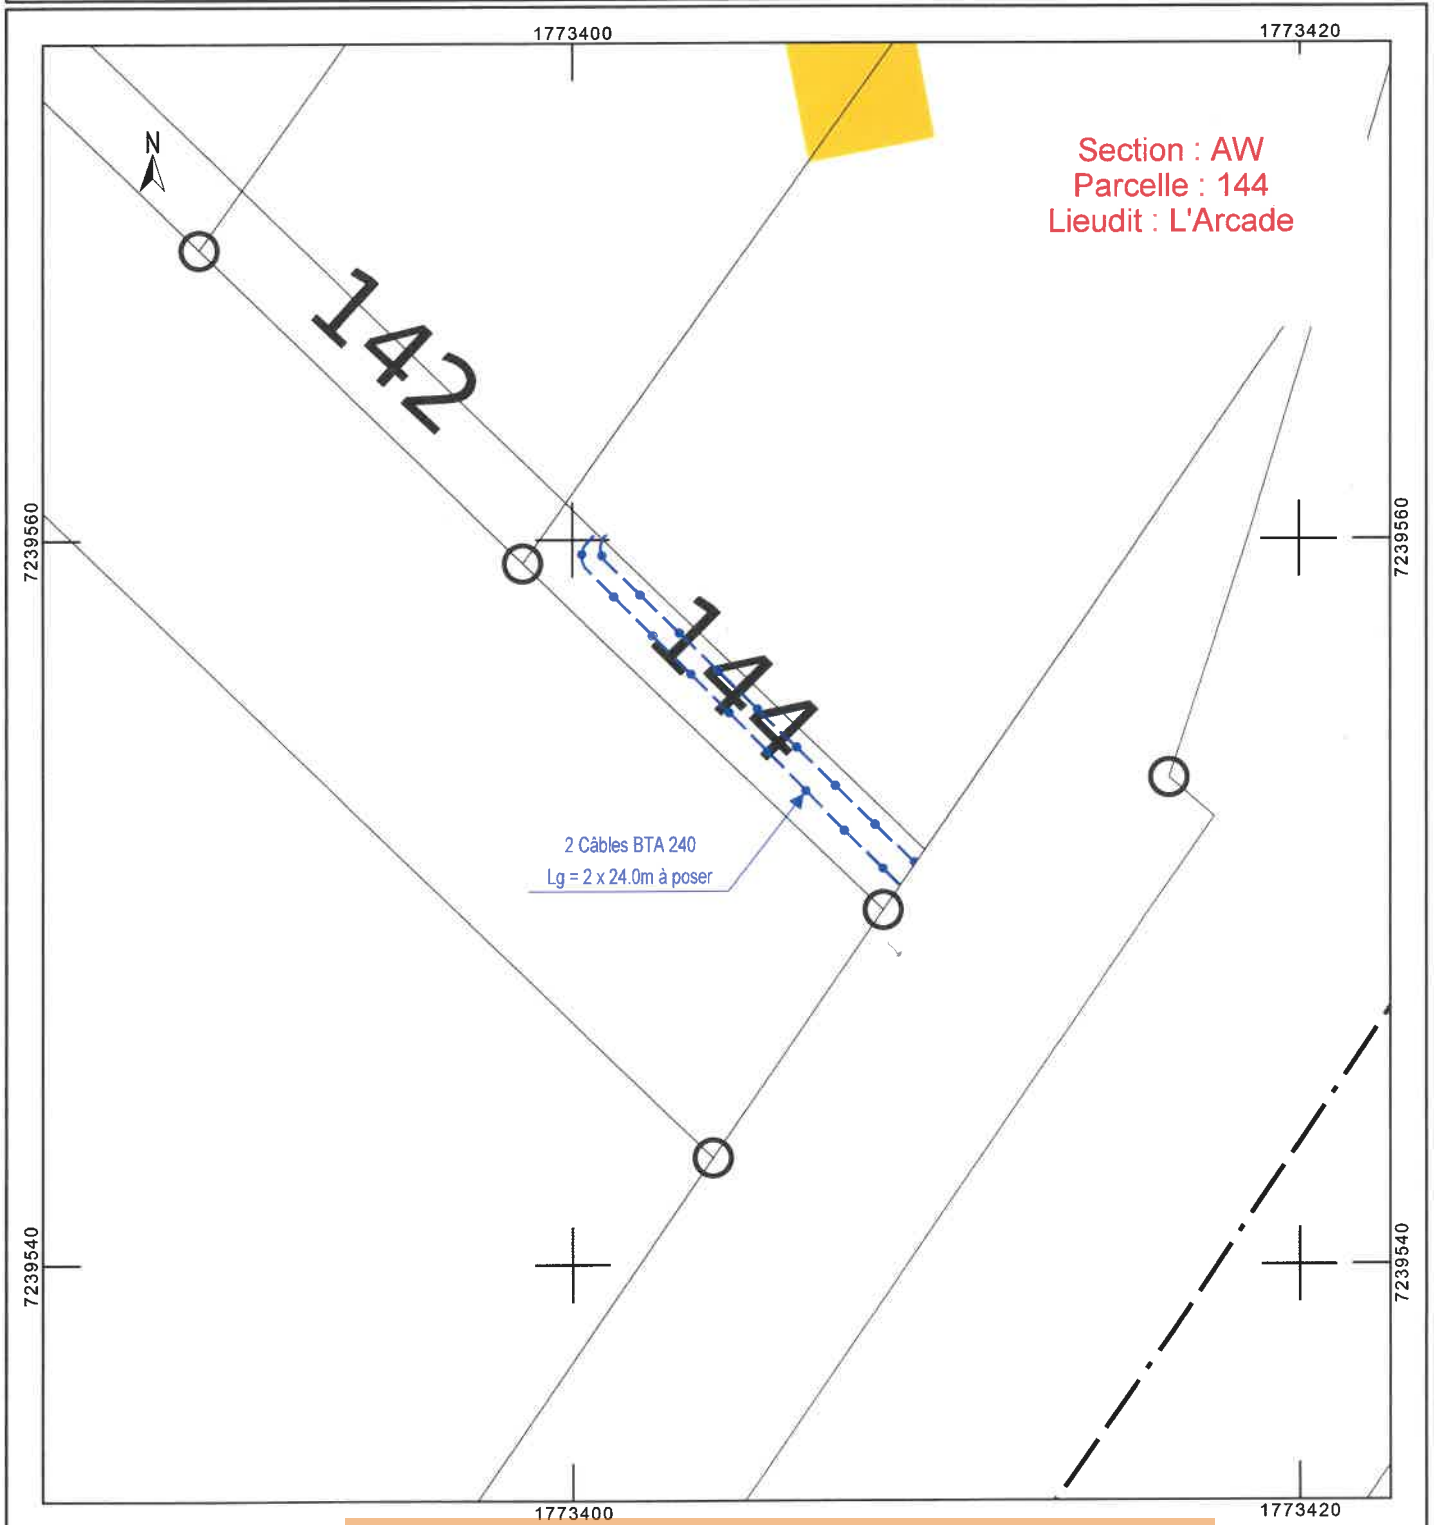 1773400
1773420
N
Section : AW
Parcelle : 144
Lieudit : L'Arcade
142
7239560
7239560
144
2 Câbles BTA 240
Lg = 2 x 24.0m à poser
7239540
7239540
1773400
1773420